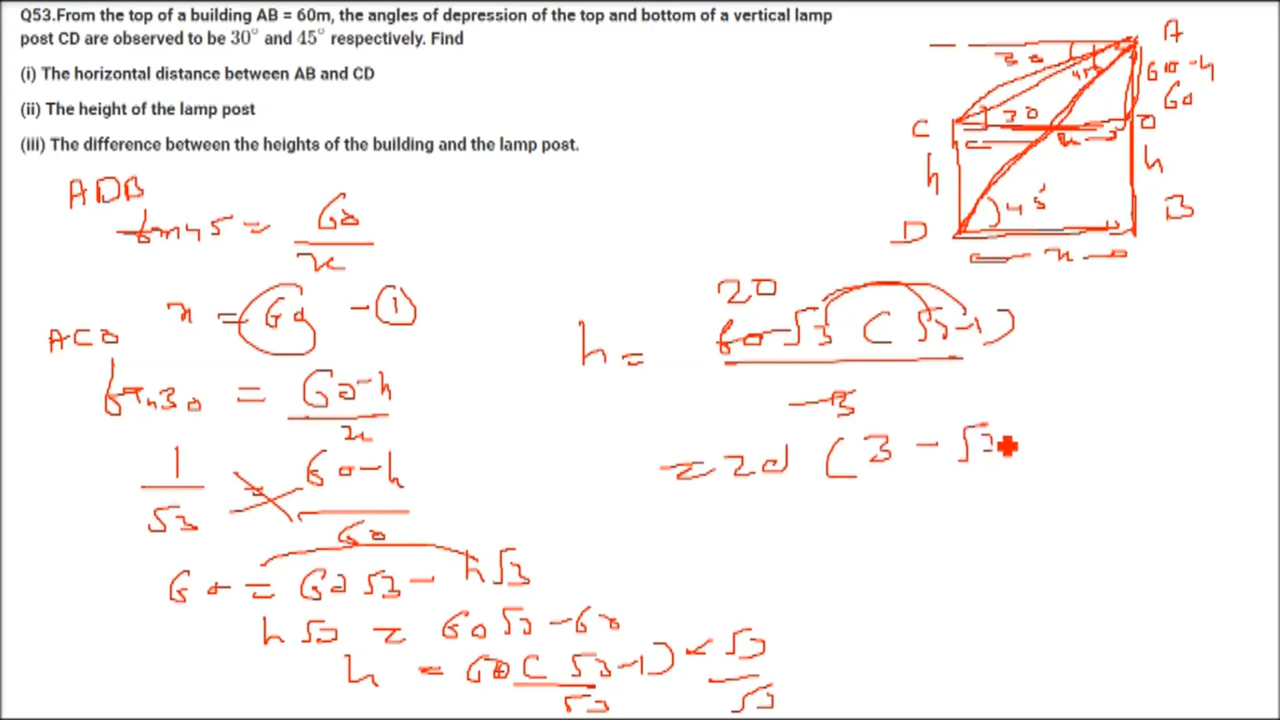 Q53.From the top of a building AB = 60m, the angles of depression of the top and bottom of a vertical lamp
post CD are observed to be 30° and 45° respectively. Find
(i) The horizontal distance between AB and CD
(ii) The height of the lamp post
(iii) The difference between the heights of the building and the lamp post.
A
30
45
60-h
60
C
30
O
x
h
h
45°
D
B
x
ADB
tan45 = 60/x
x = 60 - ①
ACO
tan30 = 60-h/x
1/√3 = 60-h/60
60 = 60√3 - h√3
h√3 = 60√3 - 60
h = 60(√3-1)/√3 × √3/√3
20
h = 60√3(√3-1)/3
= 20(3 - √3